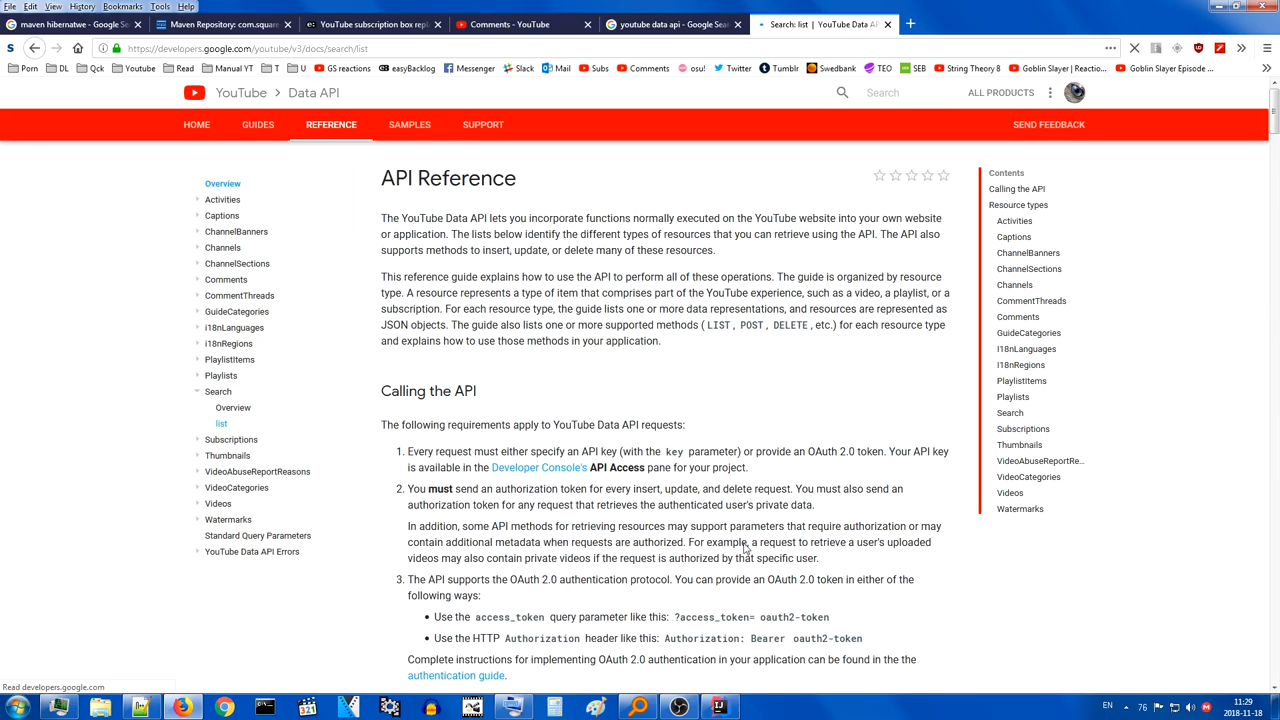 File Edit View History Bookmarks Tools Help
maven hibernatwe - Google Se
Maven Repository: com.square
YouTube subscription box repl
Comments - YouTube
youtube data api - Google Sea
Search: list | YouTube Data AP
https://developers.google.com/youtube/v3/docs/search/list
Porn DL Qck Youtube Read Manual YT T U GS reactions easyBacklog Messenger Slack Mail Subs Comments osu! Twitter Tumblr Swedbank TEO SEB String Theory 8 Goblin Slayer | Reactio... Goblin Slayer Episode ...
YouTube > Data API
Search
ALL PRODUCTS
HOME GUIDES REFERENCE SAMPLES SUPPORT
SEND FEEDBACK
Overview
Activities
Captions
ChannelBanners
Channels
ChannelSections
Comments
CommentThreads
GuideCategories
i18nLanguages
i18nRegions
PlaylistItems
Playlists
Search
Overview
list
Subscriptions
Thumbnails
VideoAbuseReportReasons
VideoCategories
Videos
Watermarks
Standard Query Parameters
YouTube Data API Errors
API Reference
The YouTube Data API lets you incorporate functions normally executed on the YouTube website into your own website
or application. The lists below identify the different types of resources that you can retrieve using the API. The API also
supports methods to insert, update, or delete many of these resources.
This reference guide explains how to use the API to perform all of these operations. The guide is organized by resource
type. A resource represents a type of item that comprises part of the YouTube experience, such as a video, a playlist, or a
subscription. For each resource type, the guide lists one or more data representations, and resources are represented as
JSON objects. The guide also lists one or more supported methods ( LIST, POST, DELETE, etc.) for each resource type
and explains how to use those methods in your application.
Calling the API
The following requirements apply to YouTube Data API requests:
1. Every request must either specify an API key (with the key parameter) or provide an OAuth 2.0 token. Your API key
is available in the Developer Console's API Access pane for your project.
2. You must send an authorization token for every insert, update, and delete request. You must also send an
authorization token for any request that retrieves the authenticated user's private data.
In addition, some API methods for retrieving resources may support parameters that require authorization or may
contain additional metadata when requests are authorized. For example a request to retrieve a user's uploaded
videos may also contain private videos if the request is authorized by that specific user.
3. The API supports the OAuth 2.0 authentication protocol. You can provide an OAuth 2.0 token in either of the
following ways:
• Use the access_token query parameter like this: ?access_token= oauth2-token
• Use the HTTP Authorization header like this: Authorization: Bearer oauth2-token
Complete instructions for implementing OAuth 2.0 authentication in your application can be found in the the
authentication guide.
Contents
Calling the API
Resource types
Activities
Captions
ChannelBanners
ChannelSections
Channels
CommentThreads
Comments
GuideCategories
I18nLanguages
I18nRegions
PlaylistItems
Playlists
Search
Subscriptions
Thumbnails
VideoAbuseReportRe...
VideoCategories
Videos
Watermarks
Read developers.google.com
EN
76
11:29
2018-11-18